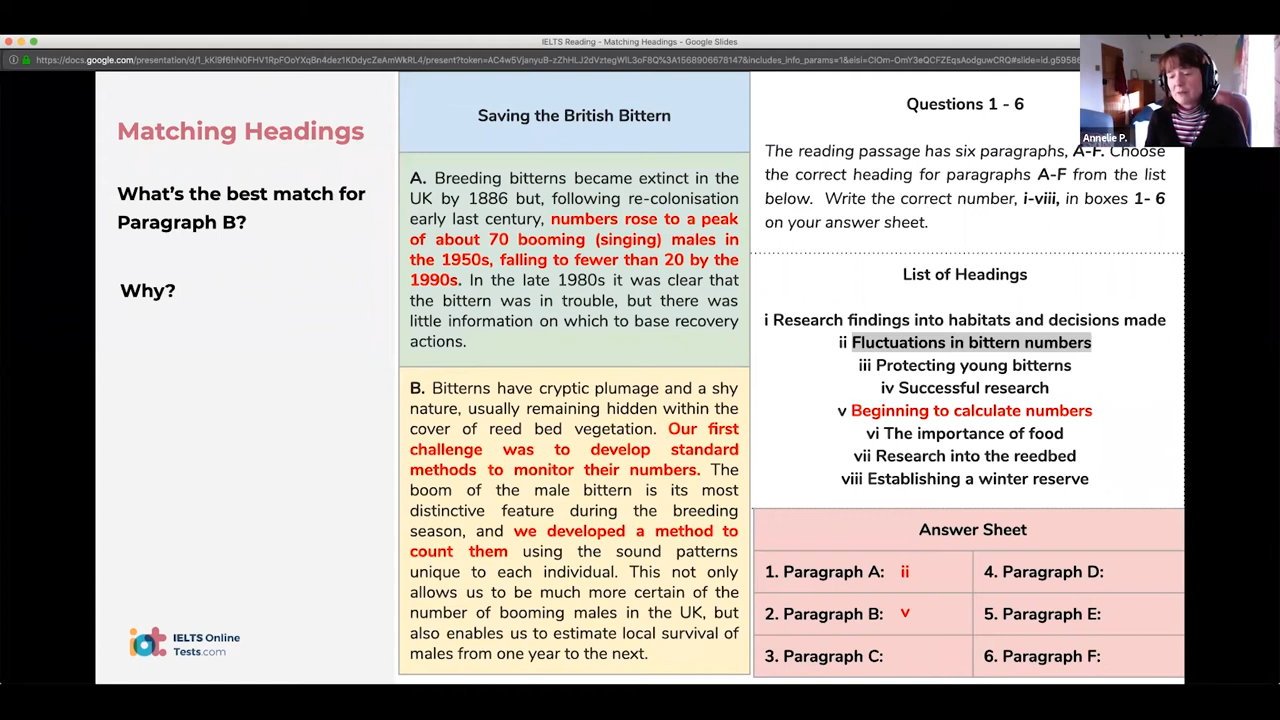 IELTS Reading - Matching Headings - Google Slides
Matching Headings
What's the best match for
Paragraph B?
Why?
IELTS Online
Tests.com
Saving the British Bittern
A. Breeding bitterns became extinct in the
UK by 1886 but, following re-colonisation
early last century, numbers rose to a peak
of about 70 booming (singing) males in
the 1950s, falling to fewer than 20 by the
1990s. In the late 1980s it was clear that
the bittern was in trouble, but there was
little information on which to base recovery
actions.
B. Bitterns have cryptic plumage and a shy
nature, usually remaining hidden within the
cover of reed bed vegetation. Our first
challenge was to develop standard
methods to monitor their numbers. The
boom of the male bittern is its most
distinctive feature during the breeding
season, and we developed a method to
count them using the sound patterns
unique to each individual. This not only
allows us to be much more certain of the
number of booming males in the UK, but
also enables us to estimate local survival of
males from one year to the next.
Questions 1 - 6
Annelie P.
The reading passage has six paragraphs, A-F. Choose
the correct heading for paragraphs A-F from the list
below. Write the correct number, i-viii, in boxes 1- 6
on your answer sheet.
List of Headings
i Research findings into habitats and decisions made
ii Fluctuations in bittern numbers
iii Protecting young bitterns
iv Successful research
v Beginning to calculate numbers
vi The importance of food
vii Research into the reedbed
viii Establishing a winter reserve
Answer Sheet
1. Paragraph A: ii
4. Paragraph D:
2. Paragraph B: v
5. Paragraph E:
3. Paragraph C:
6. Paragraph F: